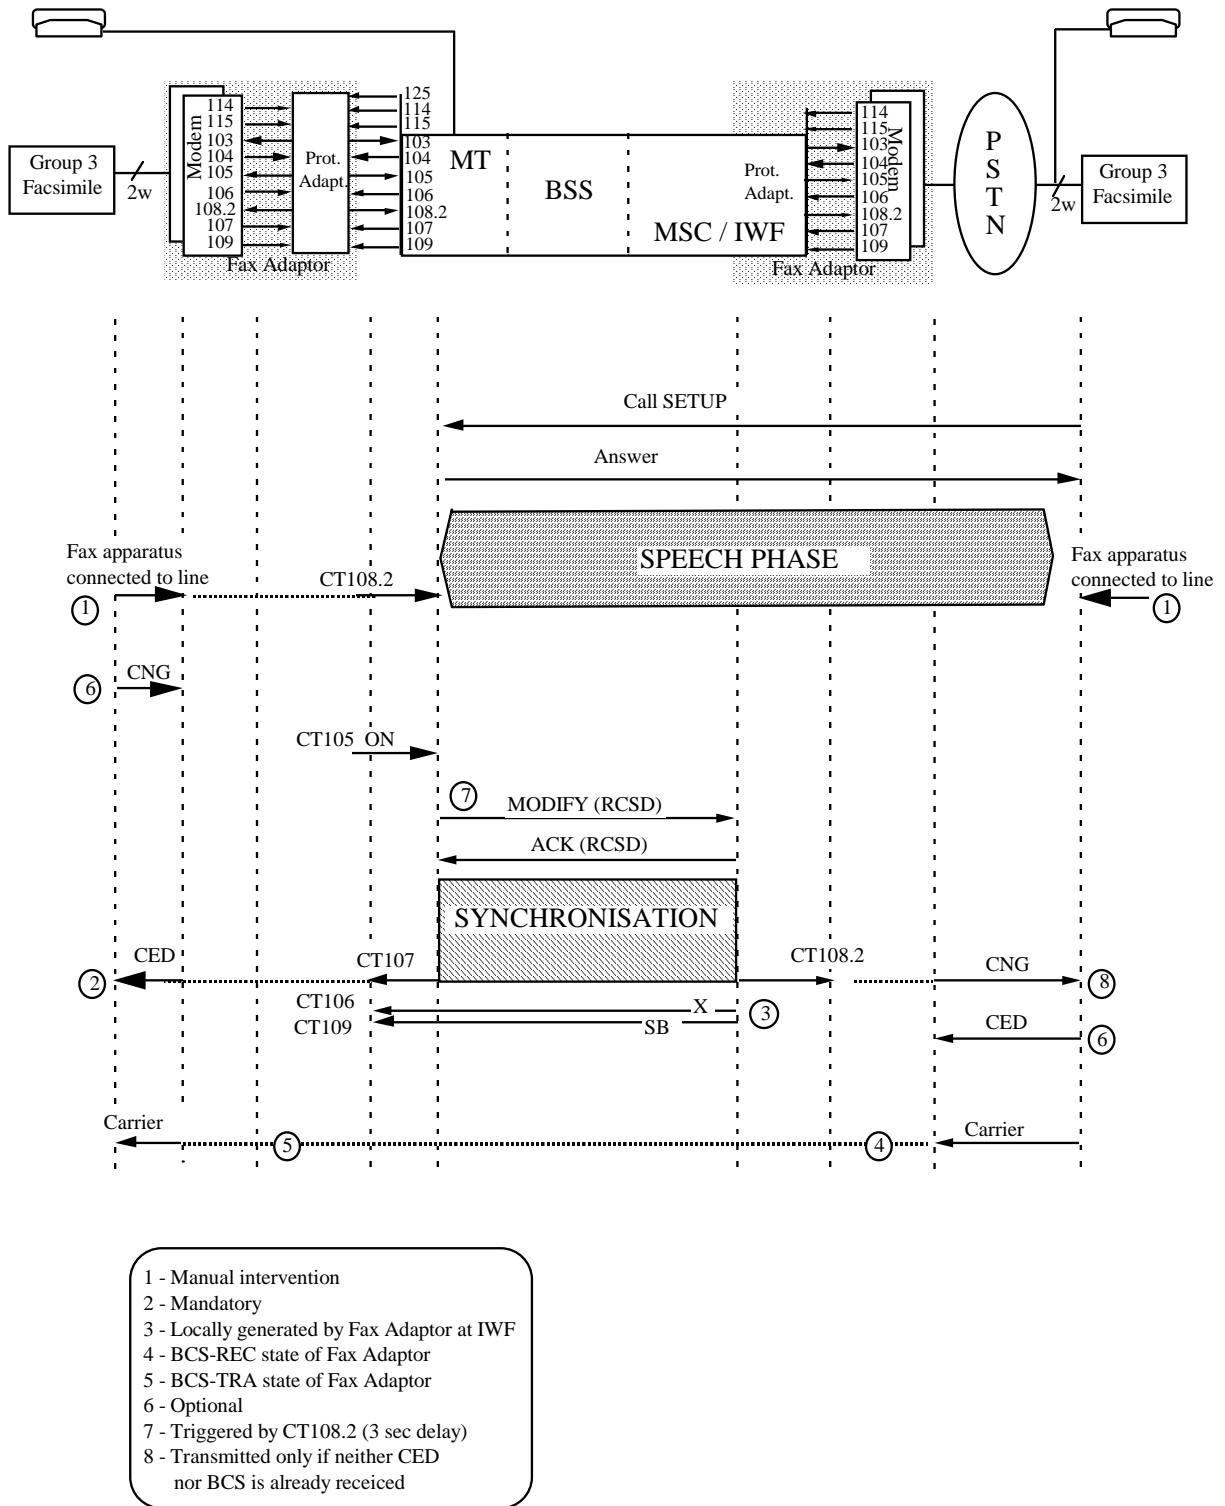 125
114
114
114
115
115
115
103
103
103
104
104
104
105
105
105
106
106
106
108.2
108.2
108.2
107
107
107
109
109
109
Modem
Modem
Group 3
Facsimile
2w
Prot.
Adapt.
MT
BSS
Prot.
Adapt.
MSC / IWF
PSTN
2w
Group 3
Facsimile
Fax Adaptor
Fax Adaptor
Call SETUP
Answer
SPEECH PHASE
Fax apparatus
connected to line
1
CT108.2
Fax apparatus
connected to line
1
CNG
6
CT105 ON
7
MODIFY (RCSD)
ACK (RCSD)
SYNCHRONISATION
CED
2
CT107
CT108.2
CNG
8
CT106
X
3
CT109
SB
CED
6
Carrier
5
4
Carrier
1 - Manual intervention
2 - Mandatory
3 - Locally generated by Fax Adaptor at IWF
4 - BCS-REC state of Fax Adaptor
5 - BCS-TRA state of Fax Adaptor
6 - Optional
7 - Triggered by CT108.2 (3 sec delay)
8 - Transmitted only if neither CED
nor BCS is already receiced